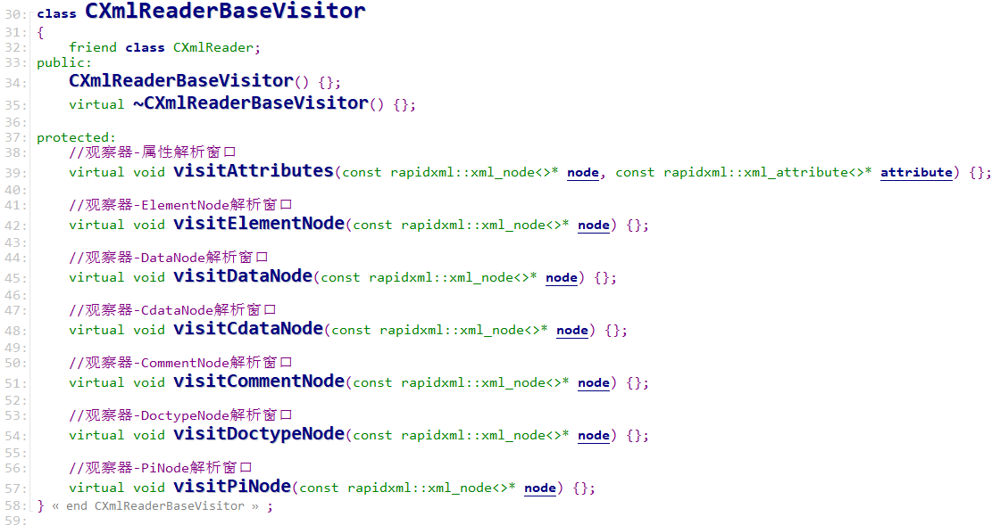 30: class CXmlReaderBaseVisitor
31: {
32: friend class CXmlReader;
33: public:
34: CXmlReaderBaseVisitor() {};
35: virtual ~CXmlReaderBaseVisitor() {};
36:
37: protected:
38: //观察器-属性解析窗口
39: virtual void visitAttributes(const rapidxml::xml_node<>* node, const rapidxml::xml_attribute<>* attribute) {};
40:
41: //观察器-ElementNode解析窗口
42: virtual void visitElementNode(const rapidxml::xml_node<>* node) {};
43:
44: //观察器-DataNode解析窗口
45: virtual void visitDataNode(const rapidxml::xml_node<>* node) {};
46:
47: //观察器-CdataNode解析窗口
48: virtual void visitCdataNode(const rapidxml::xml_node<>* node) {};
49:
50: //观察器-CommentNode解析窗口
51: virtual void visitCommentNode(const rapidxml::xml_node<>* node) {};
52:
53: //观察器-DoctypeNode解析窗口
54: virtual void visitDoctypeNode(const rapidxml::xml_node<>* node) {};
55:
56: //观察器-PiNode解析窗口
57: virtual void visitPiNode(const rapidxml::xml_node<>* node) {};
58: } « end CXmlReaderBaseVisitor » ;
59: